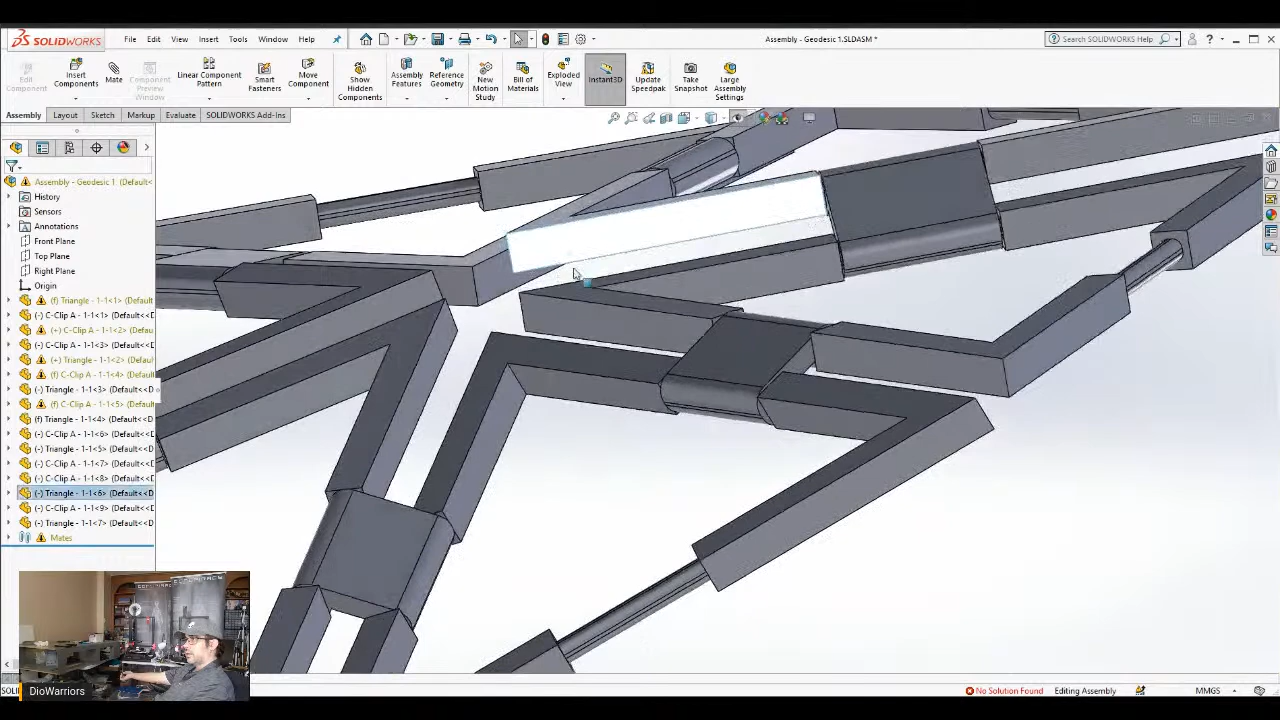 SOLIDWORKS
File Edit View Insert Tools Window Help
Assembly - Geodesic 1.SLDASM *
Search SOLIDWORKS Help
Edit Component
Insert Components
Mate
Component Preview Window
Linear Component Pattern
Smart Fasteners
Move Component
Show Hidden Components
Assembly Features
Reference Geometry
New Motion Study
Bill of Materials
Exploded View
Instant3D
Update Speedpak
Take Snapshot
Large Assembly Settings
Assembly Layout Sketch Markup Evaluate SOLIDWORKS Add-Ins
Assembly - Geodesic 1 (Default<
History
Sensors
Annotations
Front Plane
Top Plane
Right Plane
Origin
(f) Triangle - 1-1<1> (Default<
(-) C-Clip A - 1-1<1> (Default<
(+) C-Clip A - 1-1<2> (Defau
(-) C-Clip A - 1-1<3> (Default<
(+) Triangle - 1-1<2> (Defaul
(f) C-Clip A - 1-1<4> (Default
(-) Triangle - 1-1<3> (Default<<D
(f) C-Clip A - 1-1<5> (Default
(f) Triangle - 1-1<4> (Default<<D
(-) C-Clip A - 1-1<6> (Default<
(-) Triangle - 1-1<5> (Default<<D
(-) C-Clip A - 1-1<7> (Default<
(-) C-Clip A - 1-1<8> (Default<
(-) Triangle - 1-1<6> (Default<<D
(-) C-Clip A - 1-1<9> (Default<
(-) Triangle - 1-1<7> (Default<<D
Mates
DioWarriors
No Solution Found
Editing Assembly
MMGS